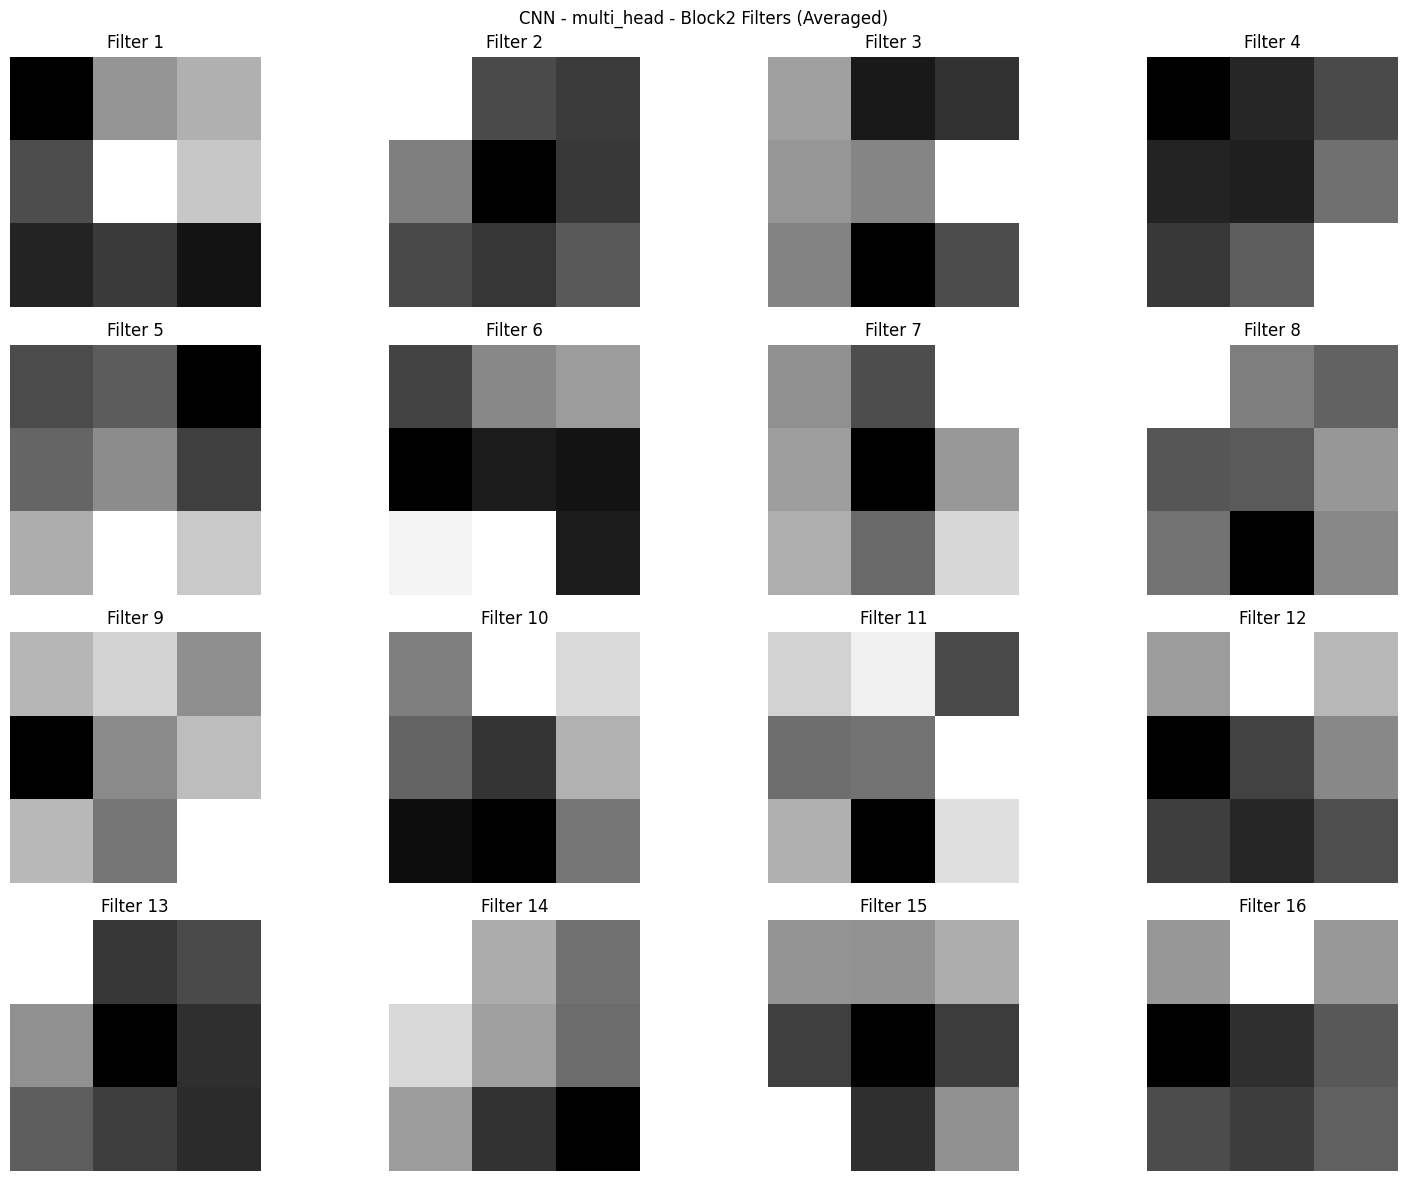 CNN - multi_head - Block2 Filters (Averaged)
Filter 1
Filter 2
Filter 3
Filter 4
Filter 5
Filter 6
Filter 7
Filter 8
Filter 9
Filter 10
Filter 11
Filter 12
Filter 13
Filter 14
Filter 15
Filter 16